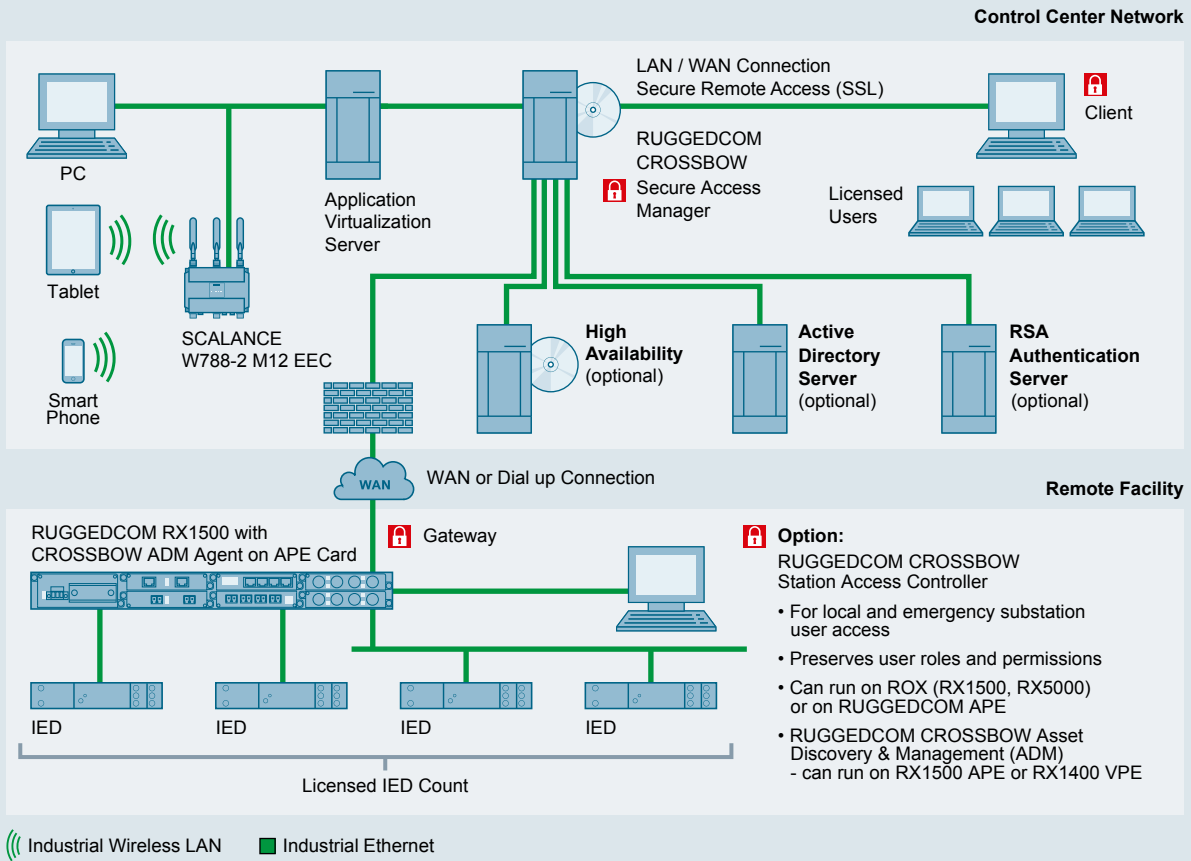 Control Center Network
LAN / WAN Connection
Secure Remote Access (SSL)
Client
PC
RUGGEDCOM
CROSSBOW
Secure Access
Manager
Application
Virtualization
Server
Licensed
Users
Tablet
SCALANCE
W788-2 M12 EEC
Smart
Phone
High
Availability
(optional)
Active
Directory
Server
(optional)
RSA
Authentication
Server
(optional)
WAN
WAN or Dial up Connection
Remote Facility
RUGGEDCOM RX1500 with
CROSSBOW ADM Agent on APE Card
Gateway
Option:
RUGGEDCOM CROSSBOW
Station Access Controller
• For local and emergency substation
user access
• Preserves user roles and permissions
• Can run on ROX (RX1500, RX5000)
or on RUGGEDCOM APE
• RUGGEDCOM CROSSBOW Asset
Discovery & Management (ADM)
- can run on RX1500 APE or RX1400 VPE
IED
IED
IED
IED
Licensed IED Count
Industrial Wireless LAN
Industrial Ethernet